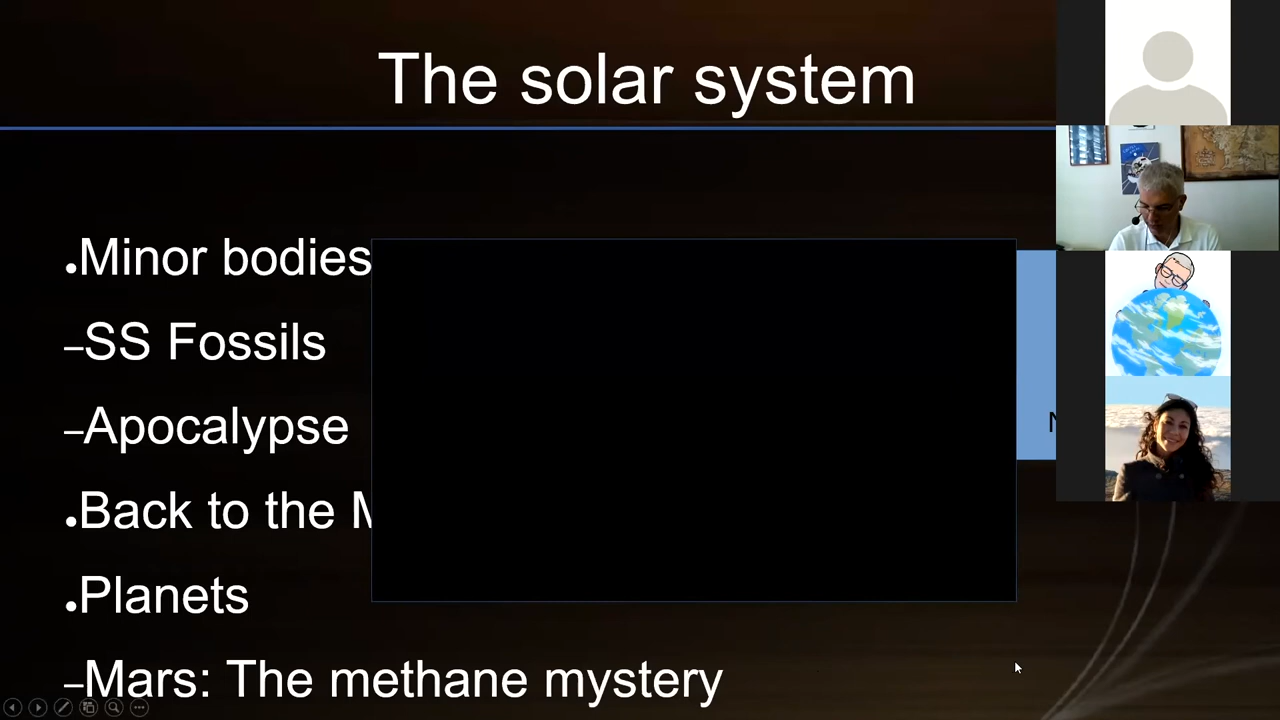 The solar system
.Minor bodies
–SS Fossils
–Apocalypse
.Back to the M
.Planets
–Mars: The methane mystery
N